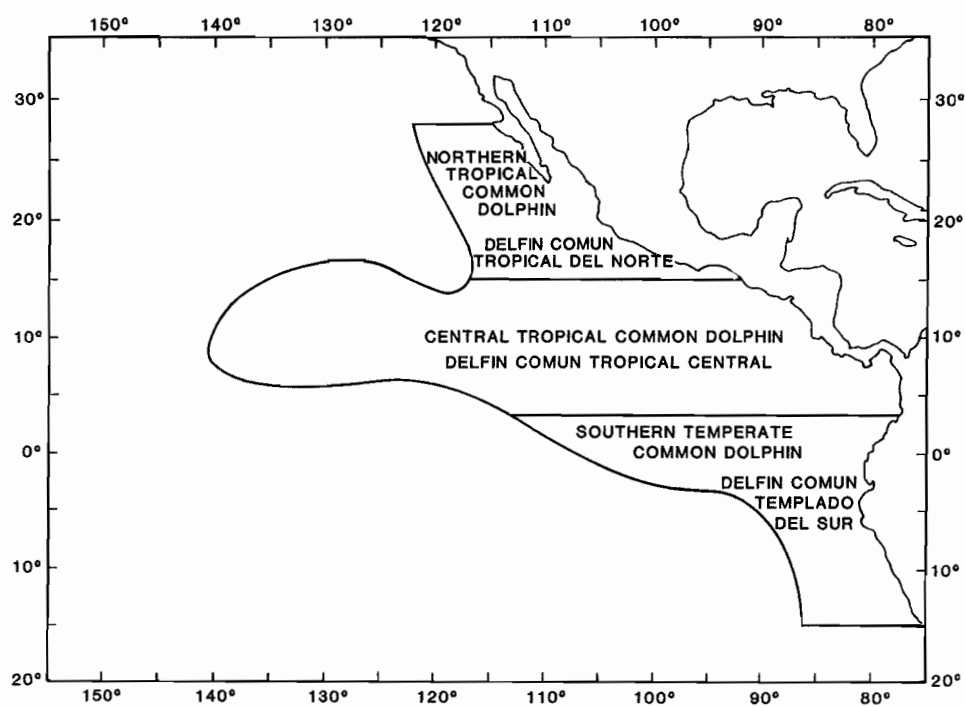 150° 140° 130° 120° 110° 100° 90° 80°
30° 30°
NORTHERN
TROPICAL
COMMON
DOLPHIN
20° 20°
DELFIN COMUN
TROPICAL DEL NORTE
10° 10°
CENTRAL TROPICAL COMMON DOLPHIN
DELFIN COMUN TROPICAL CENTRAL
SOUTHERN TEMPERATE
COMMON DOLPHIN
0° 0°
DELFIN COMUN
TEMPLADO
DEL SUR
10° 10°
20° 20°
150° 140° 130° 120° 110° 100° 90° 80°